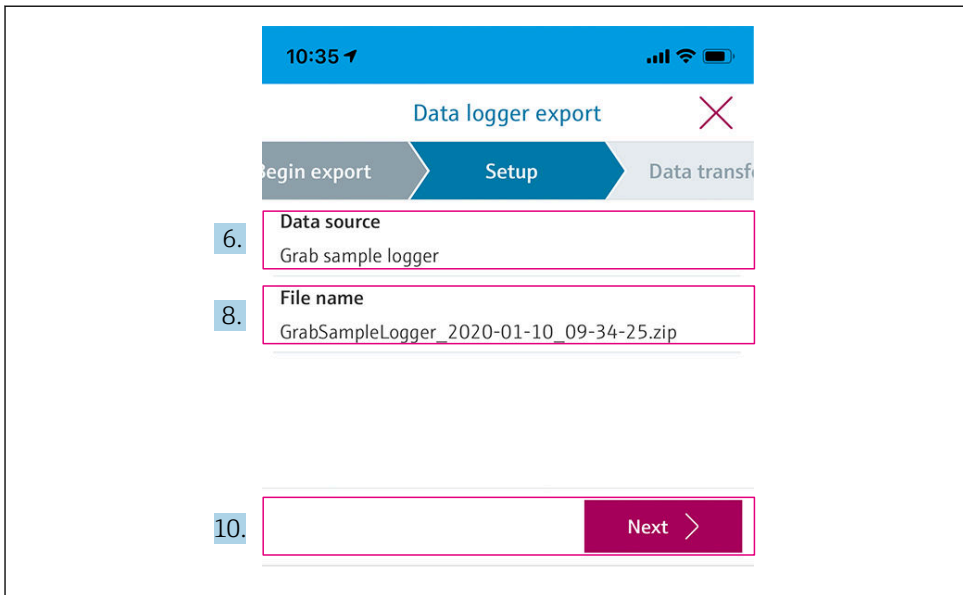 10:35
Data logger export
Begin export Setup Data transf
6.
Data source
Grab sample logger
8.
File name
GrabSampleLogger_2020-01-10_09-34-25.zip
10.
Next